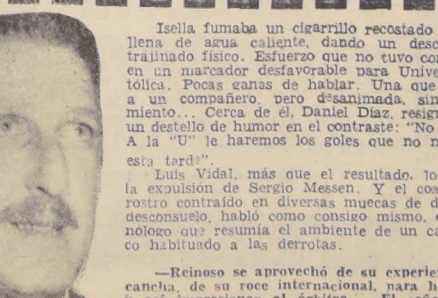 Isella fumaba un cigarrillo recostado
llena de agua caliente, dando un desc
trajinado físico. Esfuerzo que no tuvo con
en un marcador desfavorable para Unive
tólica. Pocas ganas de hablar. Una que
a un compañero, pero desanimada, sin
miento... Cerca de él, Daniel Díaz, resig
un destello de humor en el contraste: "No
A la "U" le haremos los goles que no
esta tarde".
Luis Vidal, más que el resultado, lo
la expulsión de Sergio Messen. Y el co
rostro contraído en diversas muecas de d
desconsuelo, habló como consigo mismo,
nólogo que resumía el ambiente de un ca
co habituado a las derrotas.
—Reinoso se aprovechó de su experie
cancha, de su roce internacional, para h